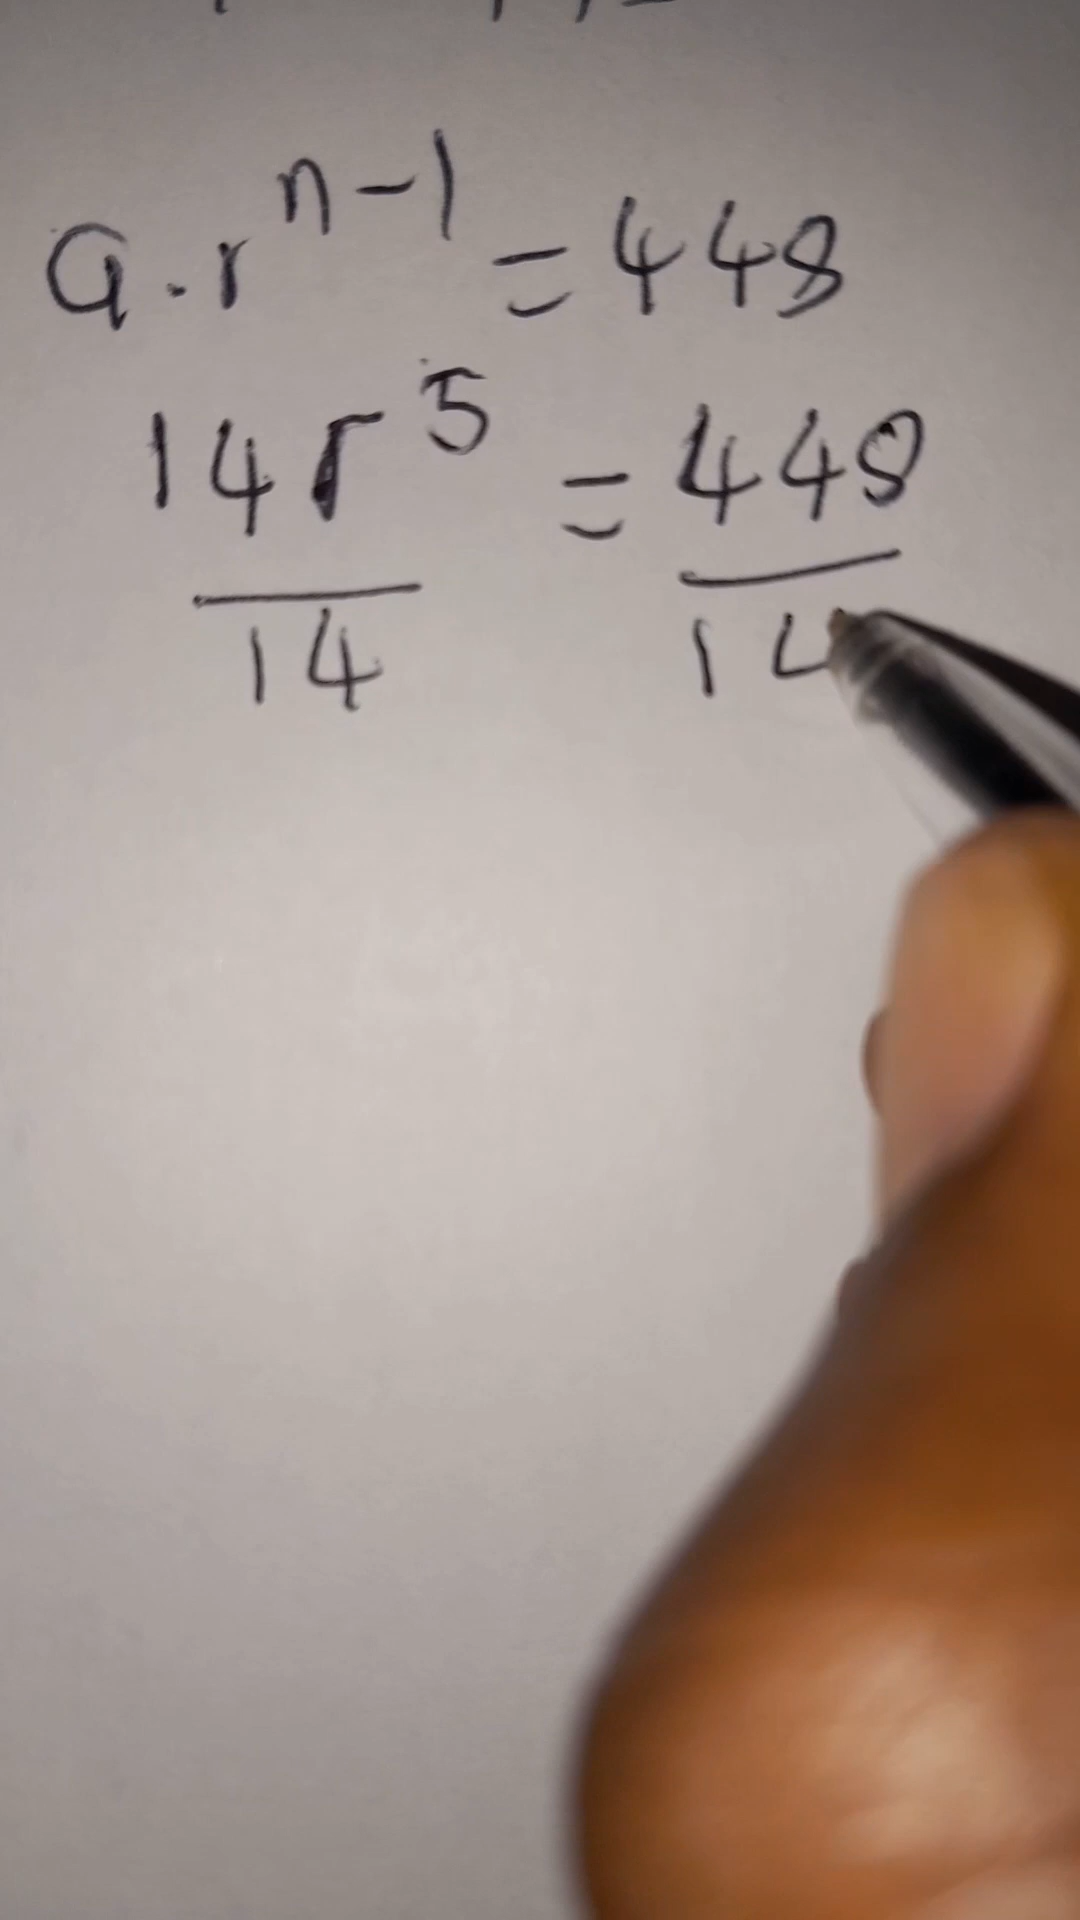 a.r^n-1 = 448
14r^5 = 448
14 14